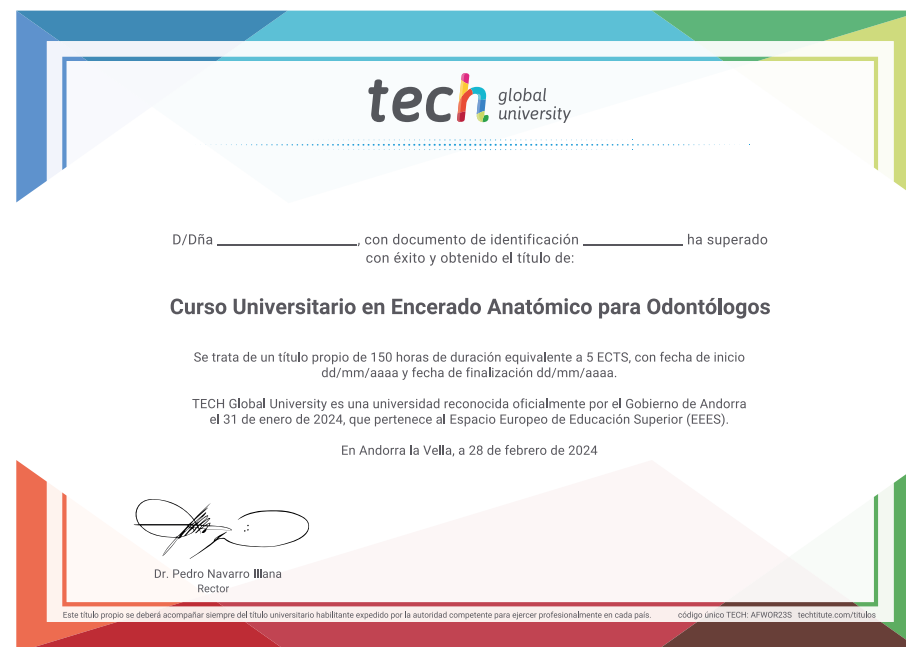 tech global university
D/Dña ____________________, con documento de identificación ______________ ha superado
con éxito y obtenido el título de:
Curso Universitario en Encerado Anatómico para Odontólogos
Se trata de un título propio de 150 horas de duración equivalente a 5 ECTS, con fecha de inicio
dd/mm/aaaa y fecha de finalización dd/mm/aaaa.
TECH Global University es una universidad reconocida oficialmente por el Gobierno de Andorra
el 31 de enero de 2024, que pertenece al Espacio Europeo de Educación Superior (EEES).
En Andorra la Vella, a 28 de febrero de 2024
Dr. Pedro Navarro Illana
Rector
Este título propio se deberá acompañar siempre del título universitario habilitante expedido por la autoridad competente para ejercer profesionalmente en cada país. código único TECH: AFWOR23S techtitute.com/titulos